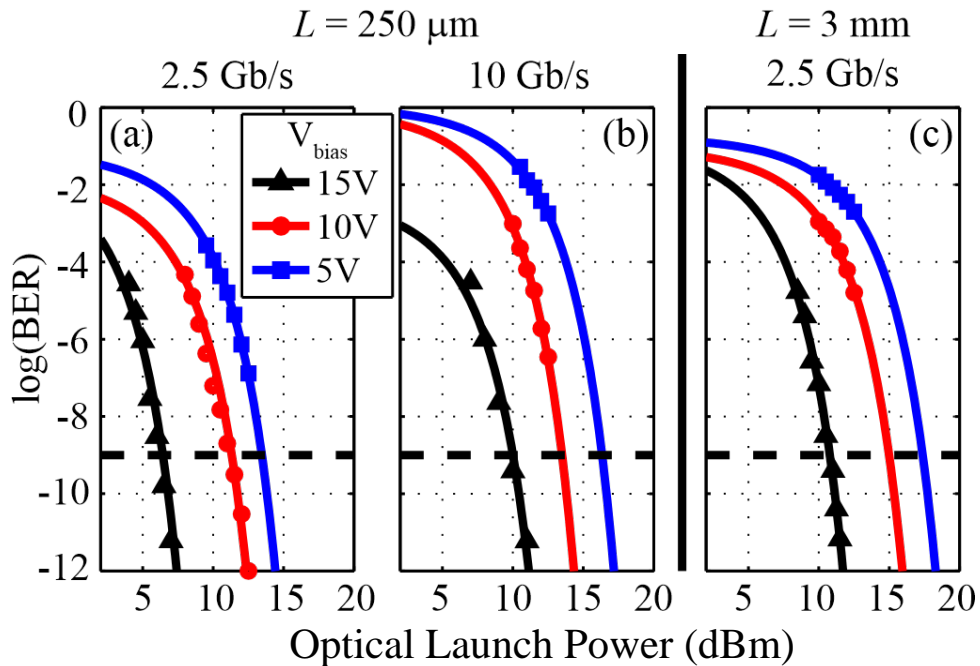 L = 250 μm
L = 3 mm
2.5 Gb/s
10 Gb/s
2.5 Gb/s
(a)
(b)
(c)
V_bias
15V
10V
5V
log(BER)
0
-2
-4
-6
-8
-10
-12
5 10 15 20
5 10 15 20
5 10 15 20
Optical Launch Power (dBm)